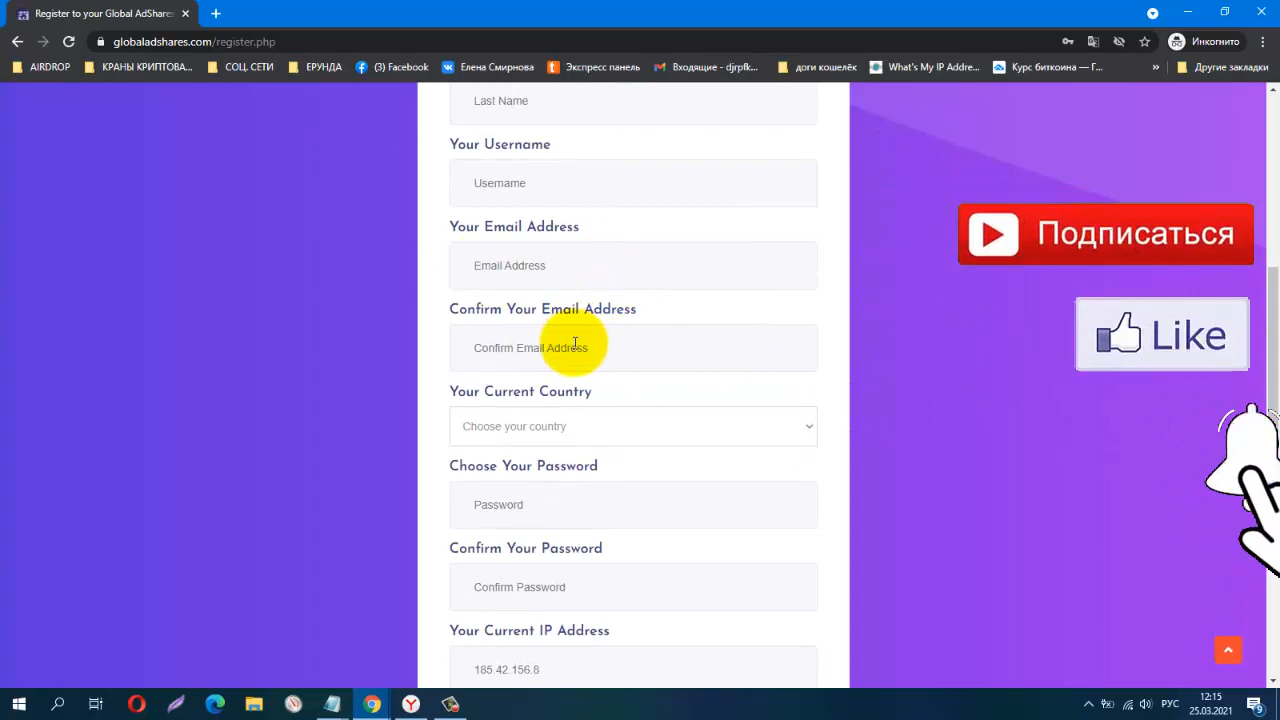 Register to your Global AdShares
globaladshares.com/register.php
Инкогнито
AIRDROP
КРАНЫ КРИПТОВА...
СОЦ. СЕТИ
ЕРУНДА
(3) Facebook
Елена Смирнова
Экспресс панель
Входящие – djrpfk...
доги кошелёк
What's My IP Addre...
Курс биткоина — Г...
»
Другие закладки
Last Name
Your Username
Username
Your Email Address
Email Address
Confirm Your Email Address
Confirm Email Address
Your Current Country
Choose your country
Choose Your Password
Password
Confirm Your Password
Confirm Password
Your Current IP Address
185.42.156.8
Подписаться
Like
РУС
12:15
25.03.2021
9